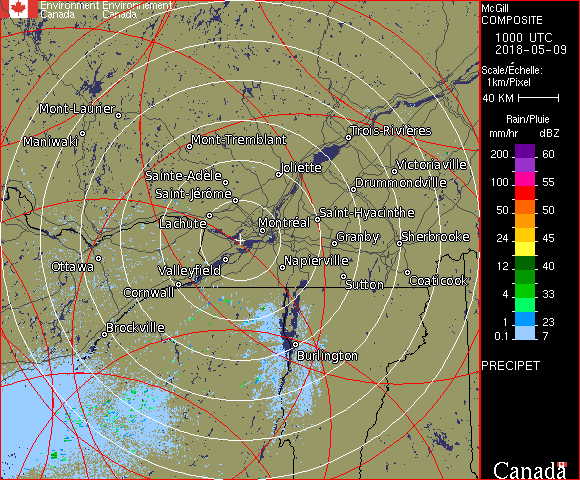 Environment Environnement
Canada Canada
McGill
COMPOSITE
1000 UTC
2018-05-09
Scale/Échelle:
1km/Pixel
40 KM
Rain/Pluie
mm/hr dBZ
200 60
100 55
50 50
24 45
12 40
4 33
1 23
0.1 7
PRECIPET
Canada
Mont-Laurier
Maniwaki
Mont-Tremblant
Trois-Rivières
Sainte-Adèle
Joliette
Victoriaville
Saint-Jérôme
Drummondville
Lachute
Montréal
Saint-Hyacinthe
Granby
Sherbrooke
Ottawa
Valleyfield
Napierville
Cornwall
Sutton
Coaticook
Brockville
Burlington